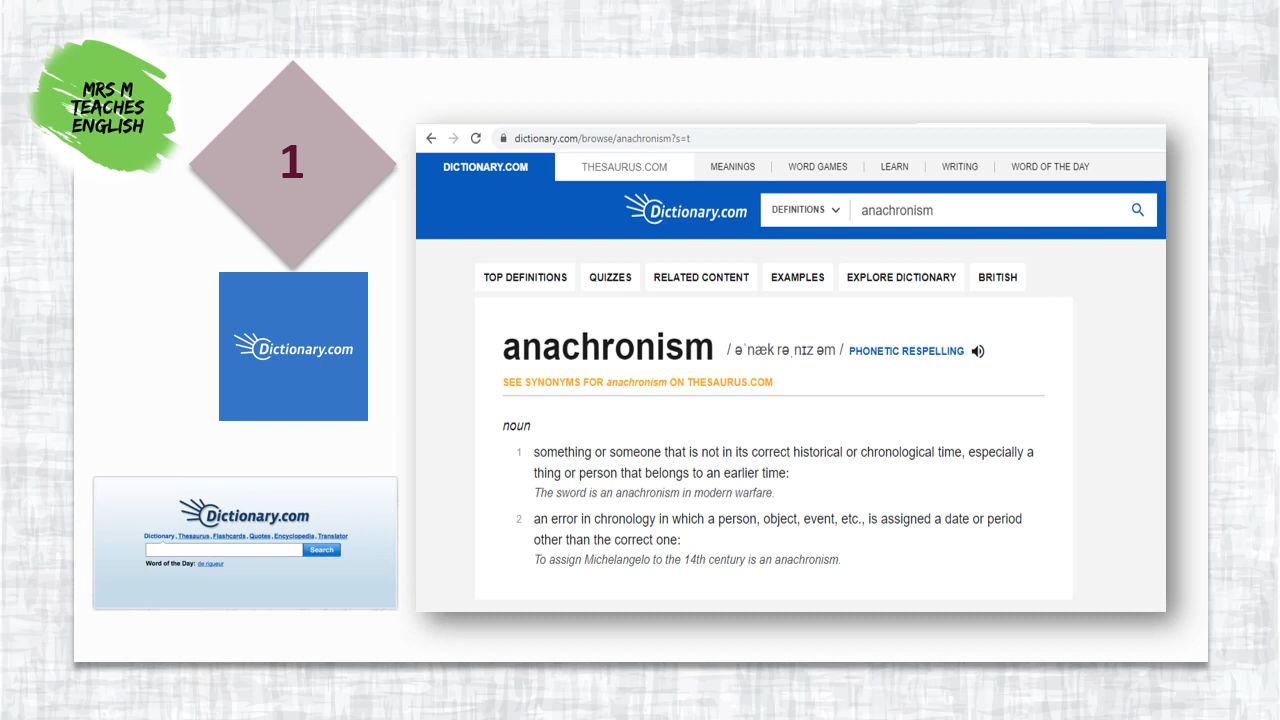 MRS M
TEACHES
ENGLISH
1
Dictionary.com
Dictionary.com
Dictionary, Thesaurus, Flashcards, Quotes, Encyclopedia, Translator
Search
Word of the Day: de rigueur
dictionary.com/browse/anachronism?s=t
DICTIONARY.COM THESAURUS.COM MEANINGS WORD GAMES LEARN WRITING WORD OF THE DAY
Dictionary.com DEFINITIONS anachronism
TOP DEFINITIONS QUIZZES RELATED CONTENT EXAMPLES EXPLORE DICTIONARY BRITISH
anachronism / əˈnæk rəˌnɪz əm / PHONETIC RESPELLING
SEE SYNONYMS FOR anachronism ON THESAURUS.COM
noun
1 something or someone that is not in its correct historical or chronological time, especially a
thing or person that belongs to an earlier time:
The sword is an anachronism in modern warfare.
2 an error in chronology in which a person, object, event, etc., is assigned a date or period
other than the correct one:
To assign Michelangelo to the 14th century is an anachronism.